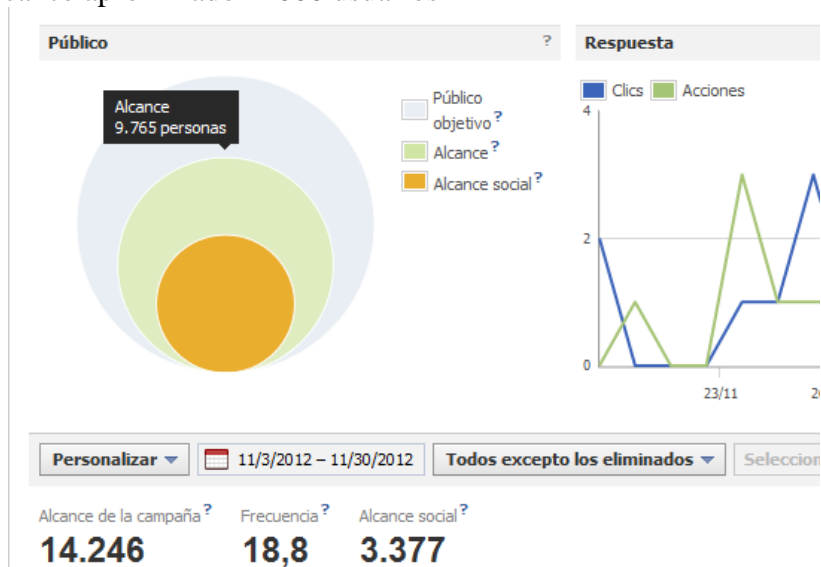 Público ?
Respuesta
Alcance
9.765 personas
Público
objetivo ?
Alcance ?
Alcance social ?
Clics Acciones
4
2
0
23/11
Personalizar 11/3/2012 – 11/30/2012 Todos excepto los eliminados Seleccion
Alcance de la campaña ? Frecuencia ? Alcance social ?
14.246 18,8 3.377